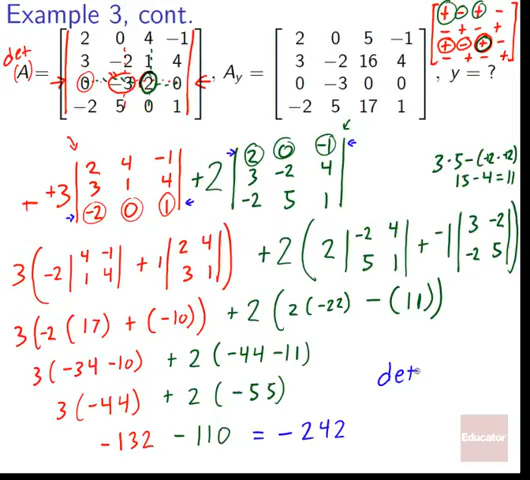 Example 3, cont.
+ - + -
- + - +
+ - + -
- + - +
det
(A) = [ 2 0 4 −1 ], A_y = [ 2 0 5 −1 ], y = ?
3 −2 1 4 3 −2 16 4
0 −3 2 0 0 −3 0 0
−2 5 0 1 −2 5 17 1
+ +3 | 2 4 -1 | +2 | 2 0 -1 |
3 1 4 3 -2 4
-2 0 1 -2 5 1
3·5 - (-2·-2)
15 - 4 = 11
3(-2 | 4 -1 | + 1 | 2 4 |) + 2(2 | -2 4 | + -1 | 3 -2 |)
1 4 3 1 5 1 -2 5
3(-2(17) + (-10)) + 2(2(-22) - (11))
3(-34 -10) + 2(-44-11)
3(-44) + 2(-55)
det
-132 - 110 = -242
Educator